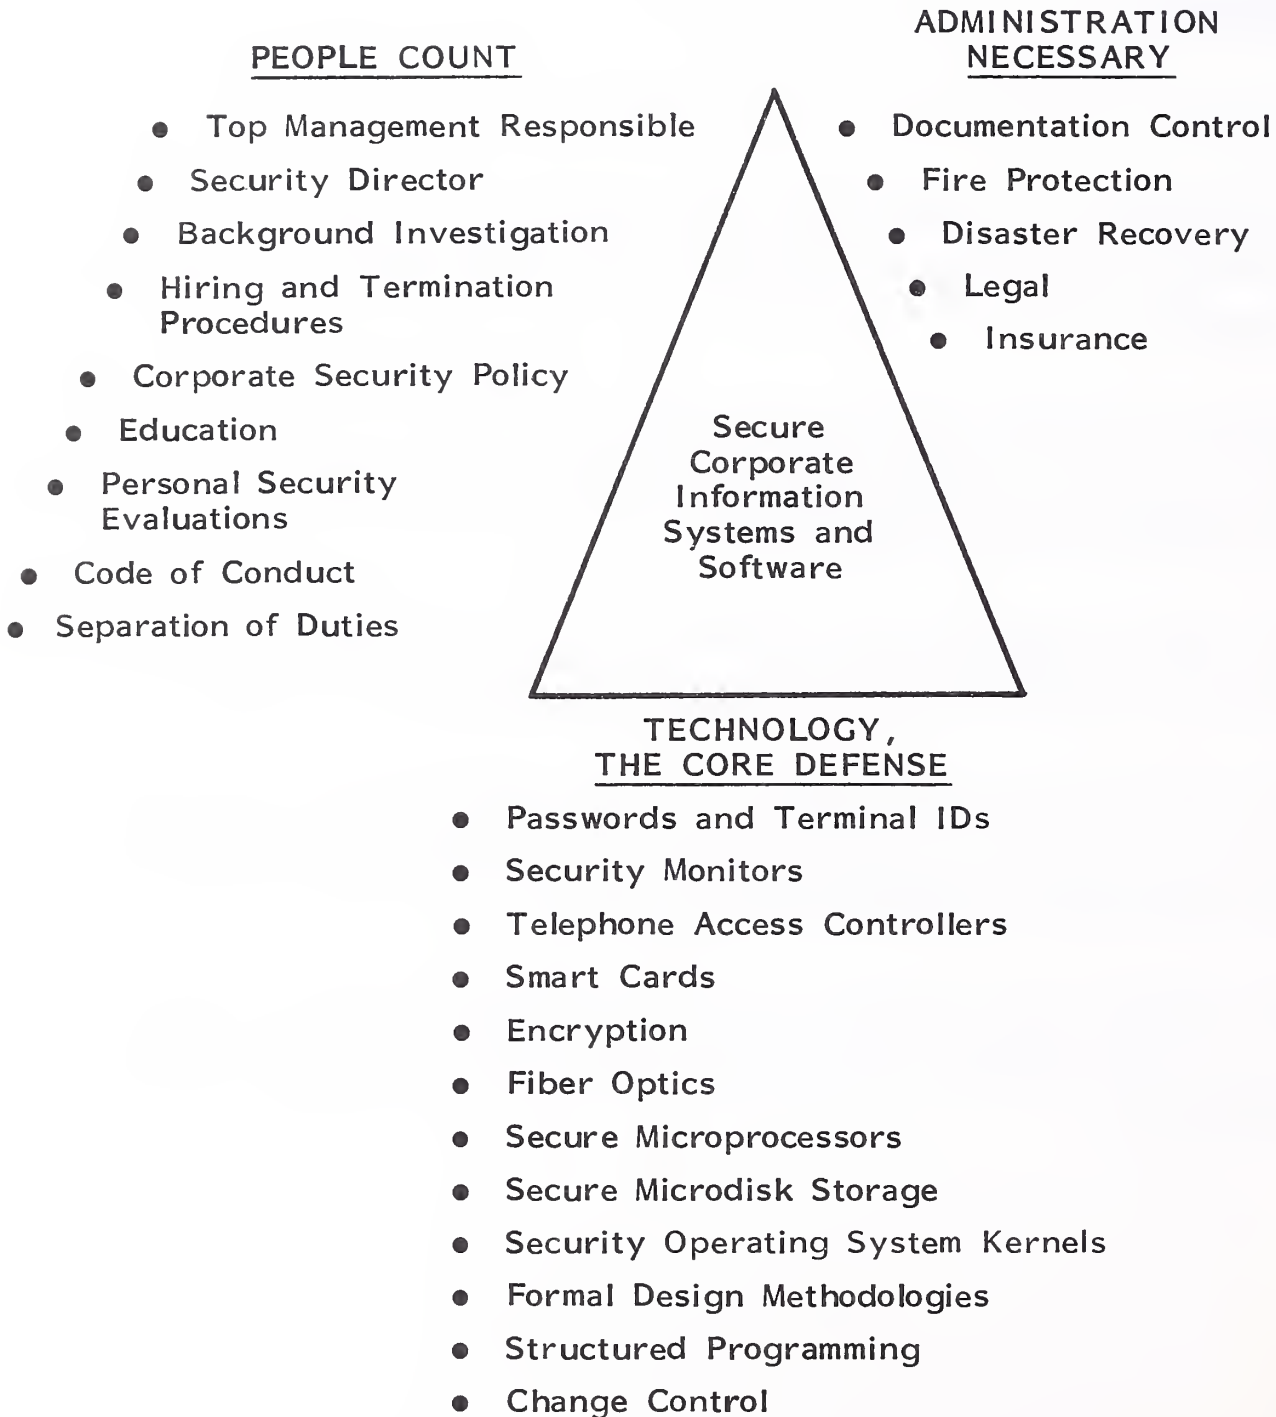 PEOPLE COUNT
● Top Management Responsible
● Security Director
● Background Investigation
● Hiring and Termination
Procedures
● Corporate Security Policy
● Education
● Personal Security
Evaluations
● Code of Conduct
● Separation of Duties
ADMINISTRATION
NECESSARY
● Documentation Control
● Fire Protection
● Disaster Recovery
● Legal
● Insurance
Secure
Corporate
Information
Systems and
Software
TECHNOLOGY,
THE CORE DEFENSE
● Passwords and Terminal IDs
● Security Monitors
● Telephone Access Controllers
● Smart Cards
● Encryption
● Fiber Optics
● Secure Microprocessors
● Secure Microdisk Storage
● Security Operating System Kernels
● Formal Design Methodologies
● Structured Programming
● Change Control